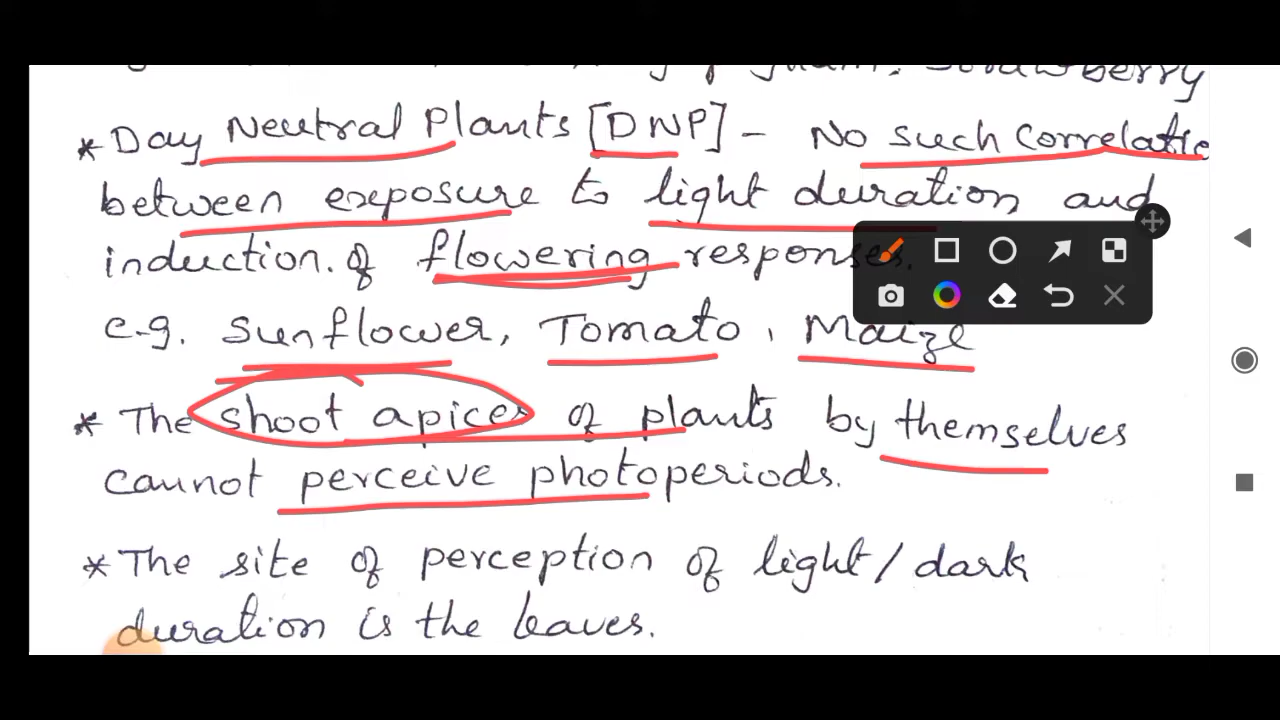 Strawberry
* Day Neutral Plants [DNP] - No such Correlatio
between exposure to light duration and
induction of flowering responses.
e.g. Sunflower, Tomato, Maize
* The shoot apices of plants by themselves
cannot perceive photoperiods.
* The site of perception of light/dark
duration is the leaves.